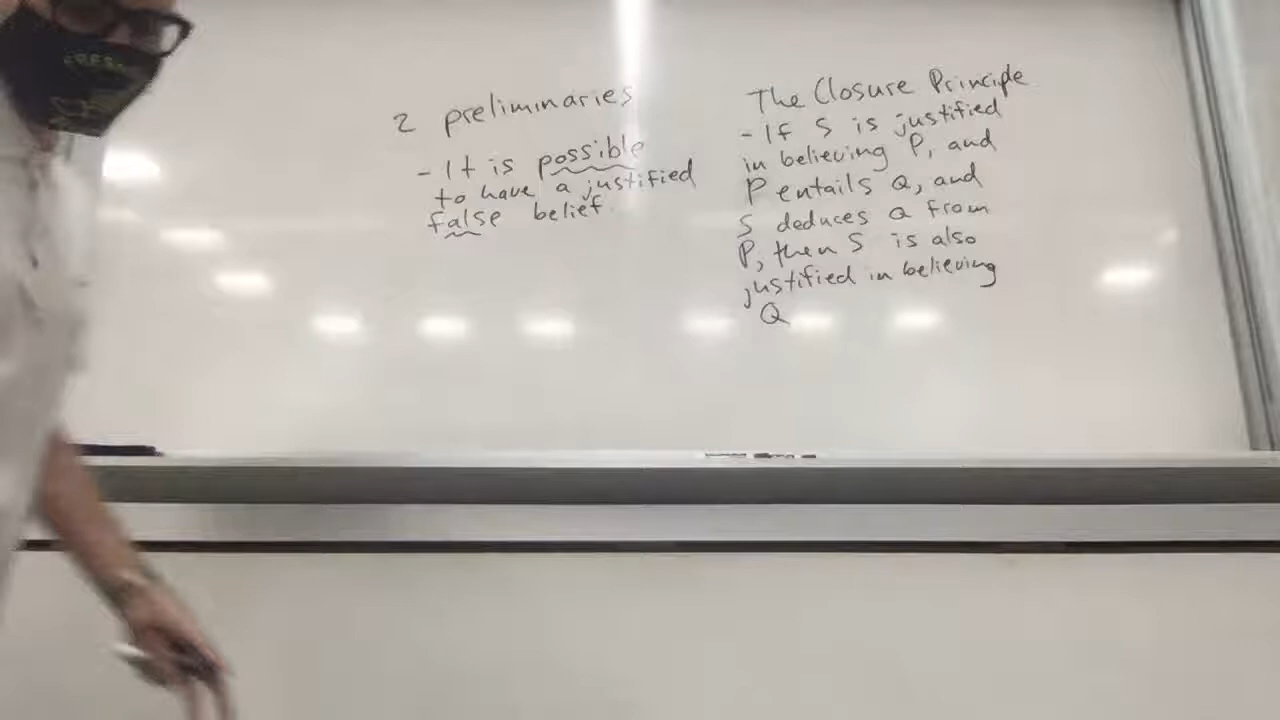 2 preliminaries
- It is possible
to have a justified
false belief.
The Closure Principle
- If S is justified
in believing P, and
P entails Q, and
S deduces Q from
P, then S is also
justified in believing
Q